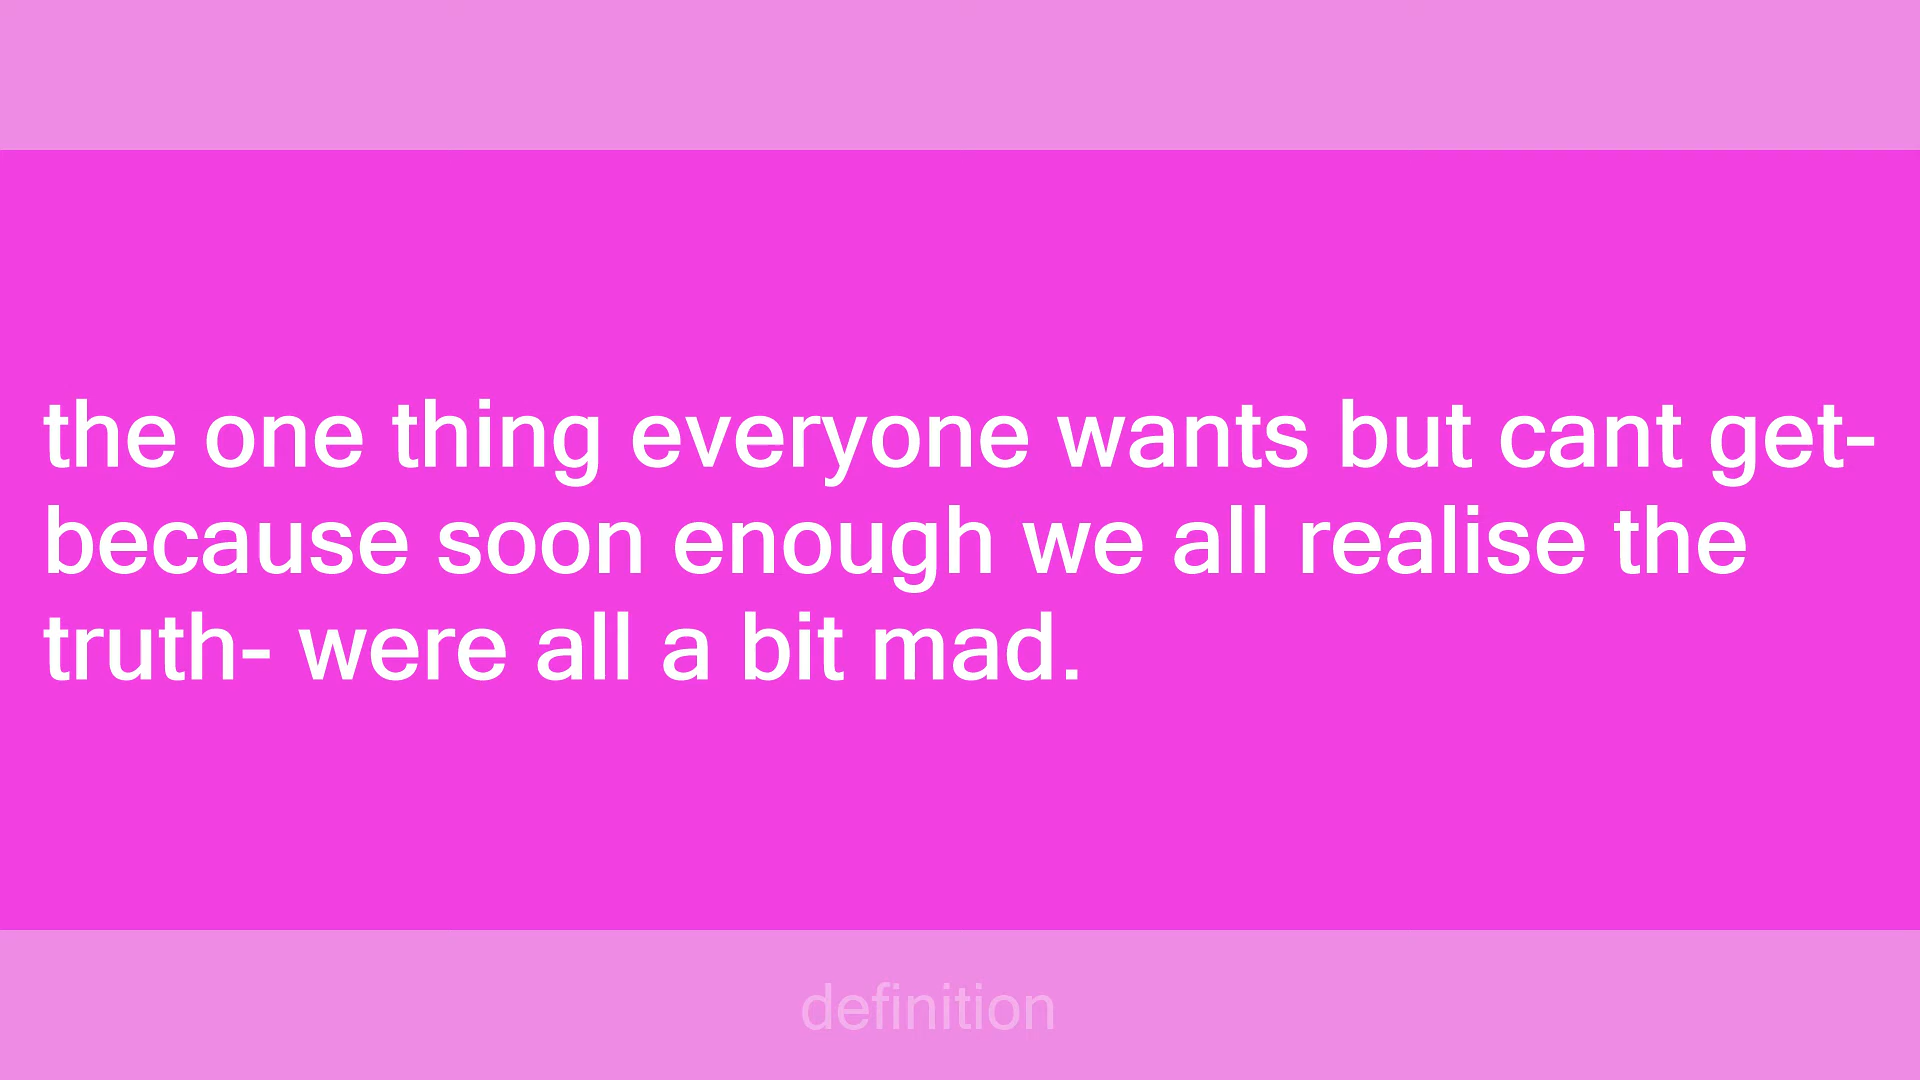 the one thing everyone wants but cant get-
because soon enough we all realise the
truth- were all a bit mad.
definition